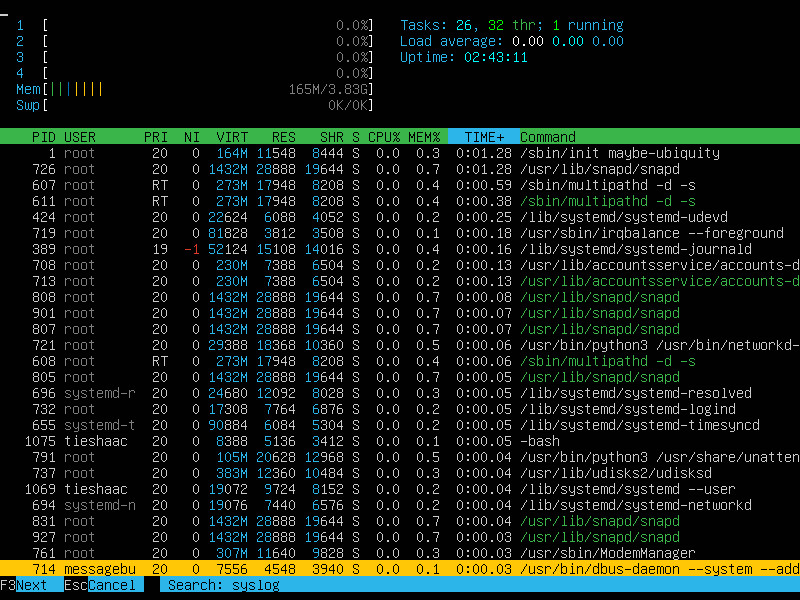 1 [ 0.0%] Tasks: 26, 32 thr; 1 running
2 [ 0.0%] Load average: 0.00 0.00 0.00
3 [ 0.0%] Uptime: 02:43:11
4 [ 0.0%]
Mem[||||||| 165M/3.83G]
Swp[ 0K/0K]
PID USER PRI NI VIRT RES SHR S CPU% MEM% TIME+ Command
1 root 20 0 164M 11548 8444 S 0.0 0.3 0:01.28 /sbin/init maybe-ubiquity
726 root 20 0 1432M 28888 19644 S 0.0 0.7 0:01.28 /usr/lib/snapd/snapd
607 root RT 0 273M 17948 8208 S 0.0 0.4 0:00.59 /sbin/multipathd -d -s
611 root RT 0 273M 17948 8208 S 0.0 0.4 0:00.38 /sbin/multipathd -d -s
424 root 20 0 22624 6088 4052 S 0.0 0.2 0:00.25 /lib/systemd/systemd-udevd
719 root 20 0 81828 3812 3508 S 0.0 0.1 0:00.18 /usr/sbin/irqbalance --foreground
389 root 19 -1 52124 15108 14016 S 0.0 0.4 0:00.16 /lib/systemd/systemd-journald
708 root 20 0 230M 7388 6504 S 0.0 0.2 0:00.13 /usr/lib/accountsservice/accounts-d
713 root 20 0 230M 7388 6504 S 0.0 0.2 0:00.13 /usr/lib/accountsservice/accounts-d
808 root 20 0 1432M 28888 19644 S 0.0 0.7 0:00.08 /usr/lib/snapd/snapd
901 root 20 0 1432M 28888 19644 S 0.0 0.7 0:00.07 /usr/lib/snapd/snapd
807 root 20 0 1432M 28888 19644 S 0.0 0.7 0:00.07 /usr/lib/snapd/snapd
721 root 20 0 29388 18368 10360 S 0.0 0.5 0:00.06 /usr/bin/python3 /usr/bin/networkd-
608 root RT 0 273M 17948 8208 S 0.0 0.4 0:00.06 /sbin/multipathd -d -s
805 root 20 0 1432M 28888 19644 S 0.0 0.7 0:00.05 /usr/lib/snapd/snapd
696 systemd-r 20 0 24680 12092 8028 S 0.0 0.3 0:00.05 /lib/systemd/systemd-resolved
732 root 20 0 17308 7764 6876 S 0.0 0.2 0:00.05 /lib/systemd/systemd-logind
655 systemd-t 20 0 90884 6084 5304 S 0.0 0.2 0:00.05 /lib/systemd/systemd-timesyncd
1075 tieshaac 20 0 8388 5136 3412 S 0.0 0.1 0:00.05 -bash
791 root 20 0 105M 20628 12968 S 0.0 0.5 0:00.04 /usr/bin/python3 /usr/share/unatten
737 root 20 0 383M 12360 10484 S 0.0 0.3 0:00.04 /usr/lib/udisks2/udisksd
1069 tieshaac 20 0 19072 9724 8152 S 0.0 0.2 0:00.04 /lib/systemd/systemd --user
694 systemd-n 20 0 19076 7440 6576 S 0.0 0.2 0:00.04 /lib/systemd/systemd-networkd
831 root 20 0 1432M 28888 19644 S 0.0 0.7 0:00.04 /usr/lib/snapd/snapd
927 root 20 0 1432M 28888 19644 S 0.0 0.7 0:00.03 /usr/lib/snapd/snapd
761 root 20 0 307M 11640 9828 S 0.0 0.3 0:00.03 /usr/sbin/ModemManager
714 messagebu 20 0 7556 4548 3940 S 0.0 0.1 0:00.03 /usr/bin/dbus-daemon --system --add
F3Next EscCancel Search: syslog